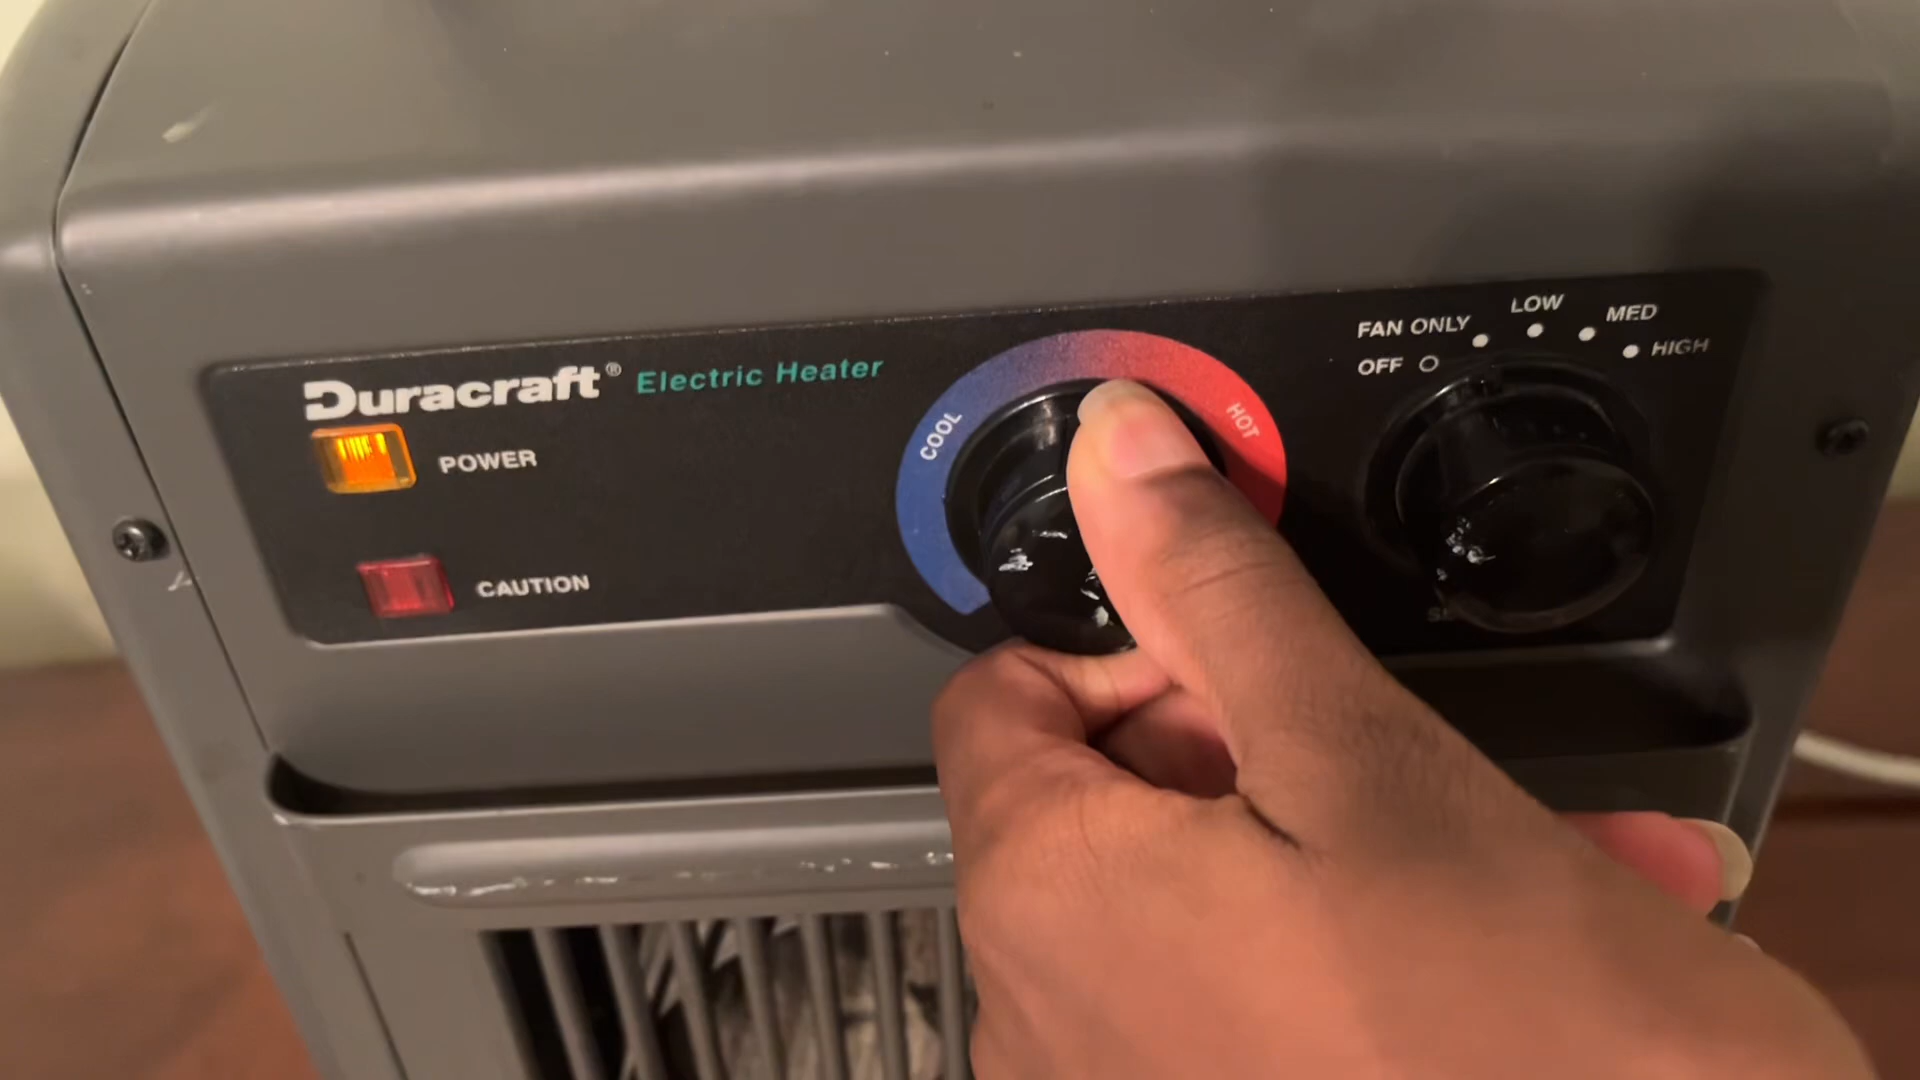 Duracraft® Electric Heater
POWER
CAUTION
COOL
HOT
OFF
FAN ONLY
LOW
MED
HIGH